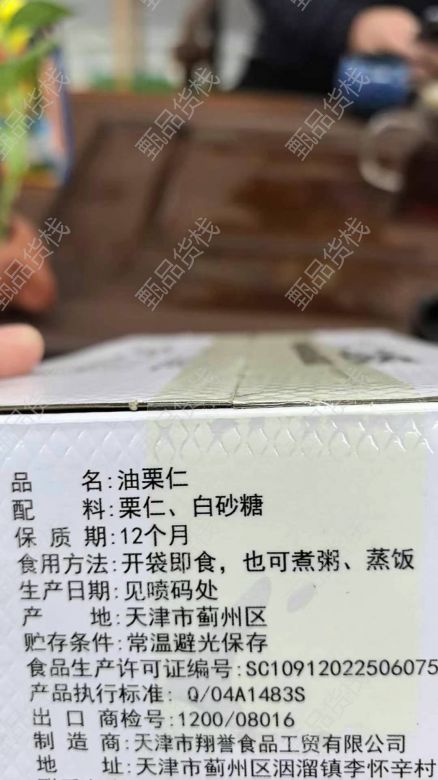 甄品货栈
甄品货栈
甄品货栈
甄品货栈
甄品货栈
甄品货栈
品　　名:油栗仁
配　　料:栗仁、白砂糖
保 质 期:12个月
食用方法:开袋即食，也可煮粥、蒸饭
生产日期:见喷码处
产　　地:天津市蓟州区
贮存条件:常温避光保存
食品生产许可证编号:SC10912022506075
产品执行标准: Q/04A1483S
出 口 商检号:1200/08016
制 造 商:天津市翔誉食品工贸有限公司
地　　址:天津市蓟州区洇溜镇李怀辛村